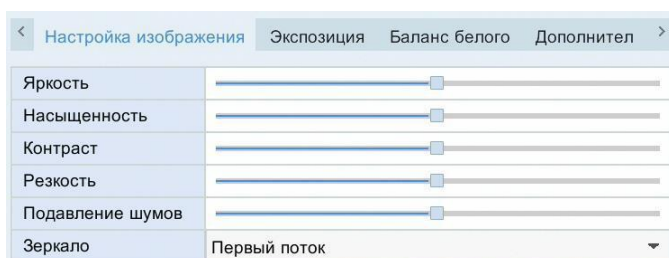 Настройка изображения Экспозиция Баланс белого Дополнител
Яркость
Насыщенность
Контраст
Резкость
Подавление шумов
Зеркало Первый поток